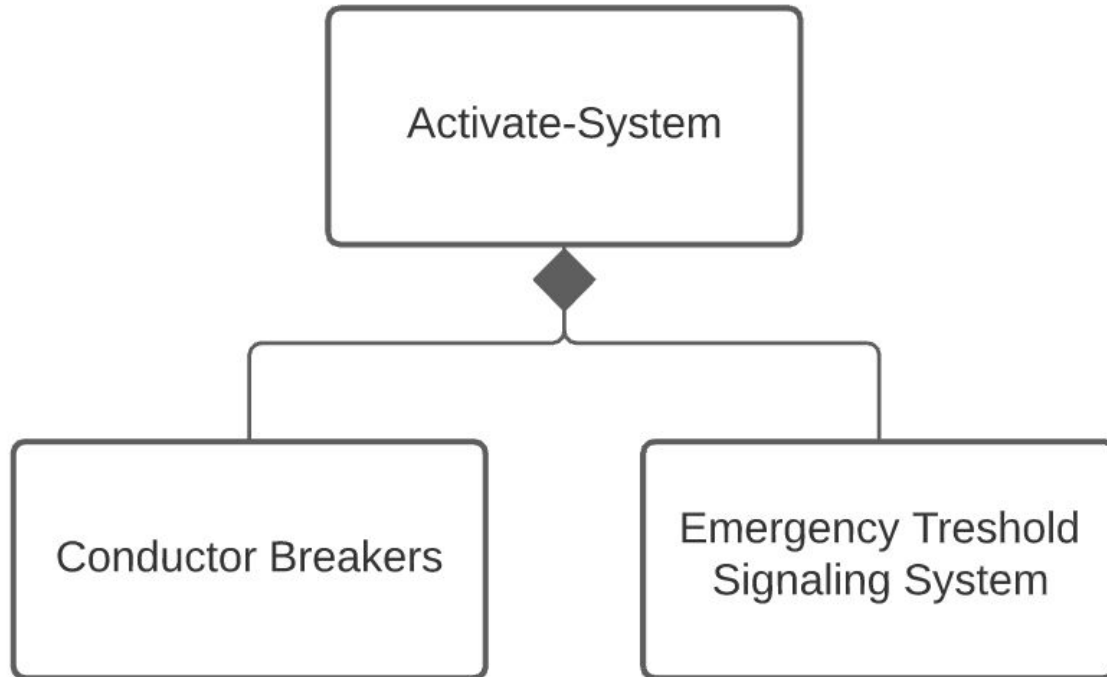 Activate-System
Conductor Breakers
Emergency Treshold
Signaling System